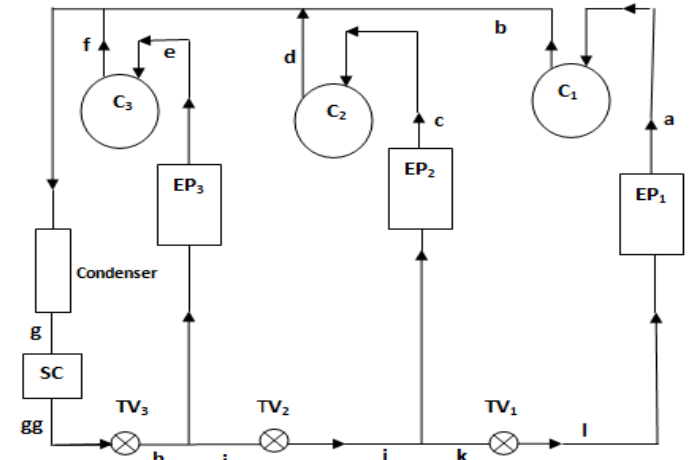 b
f
e
d
C₃
C₂
C₁
c
a
EP₃
EP₂
EP₁
Condenser
g
SC
TV₃
TV₂
TV₁
gg
h
i
j
k
l